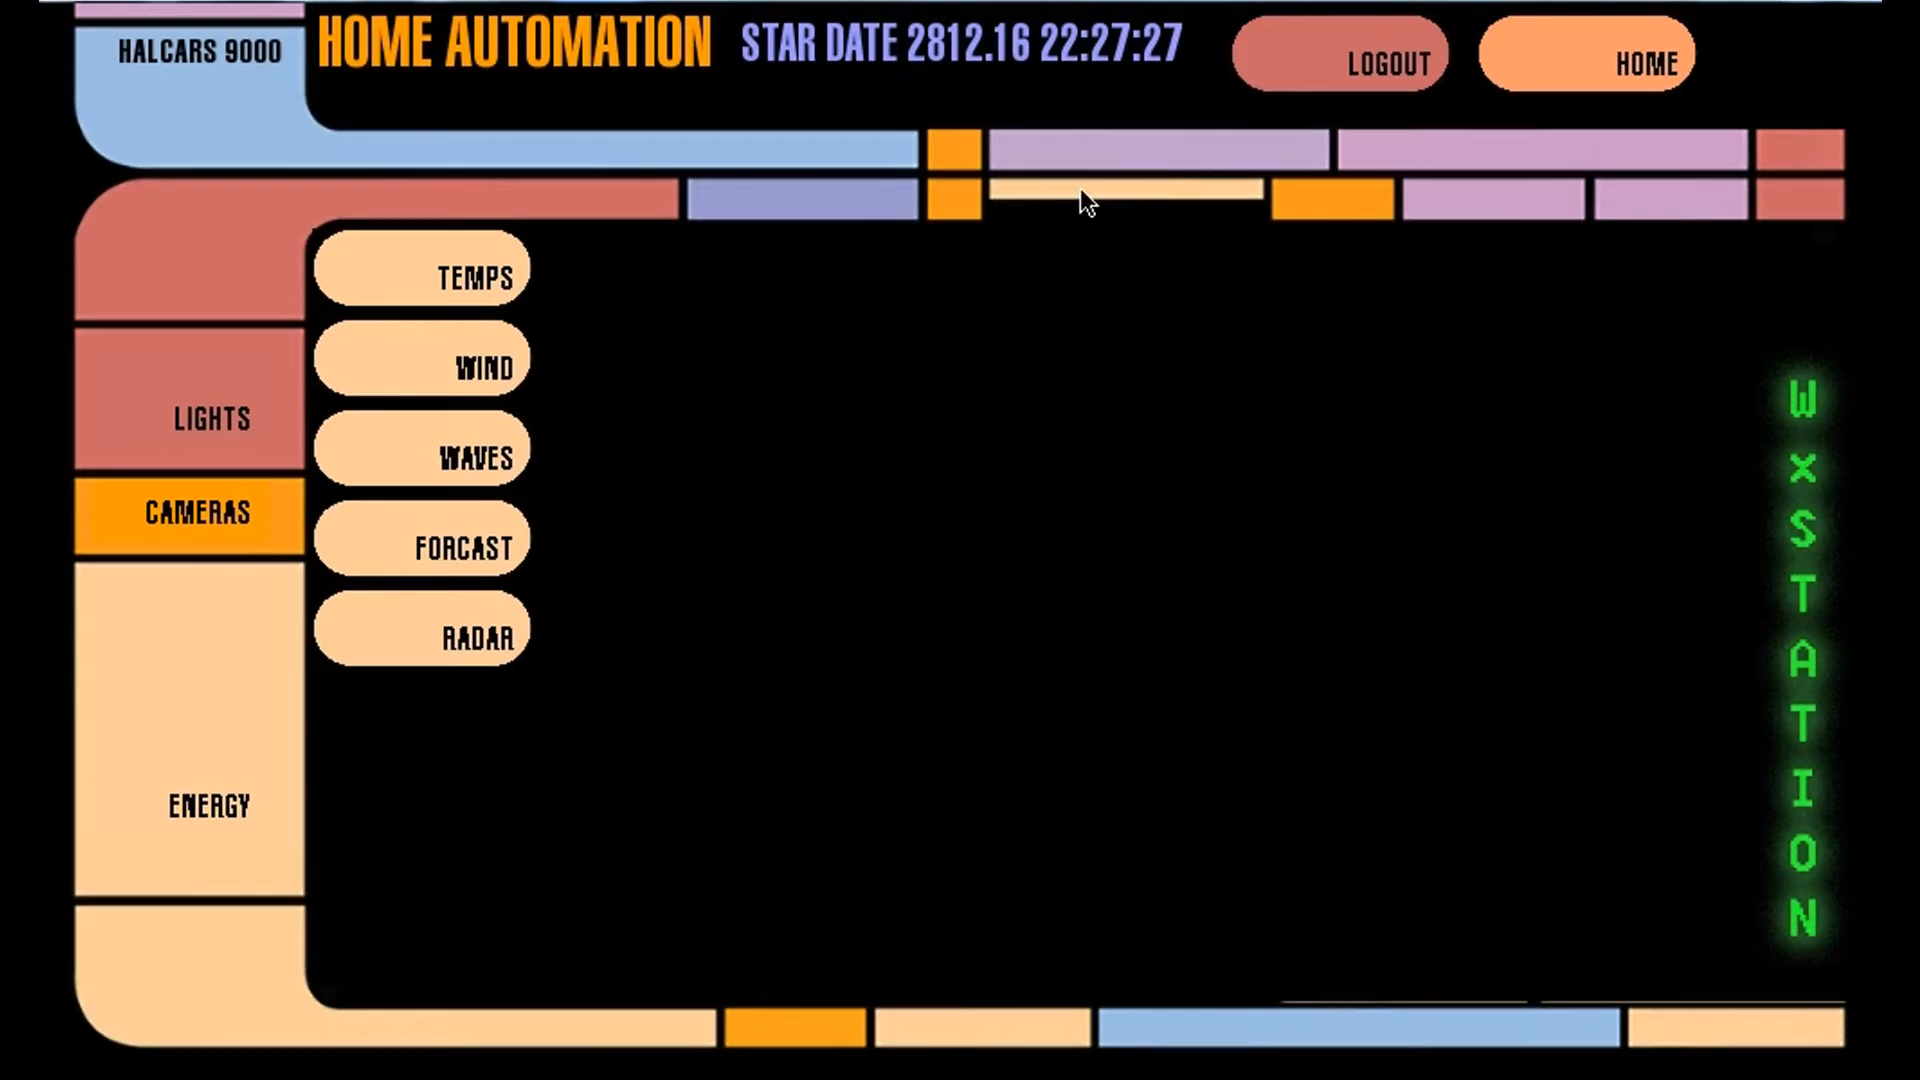 HALCARS 9000
HOME AUTOMATION
STAR DATE 2812.16 22:27:27
LOGOUT
HOME
TEMPS
WIND
WAVES
FORCAST
RADAR
LIGHTS
CAMERAS
ENERGY
WxSTATION